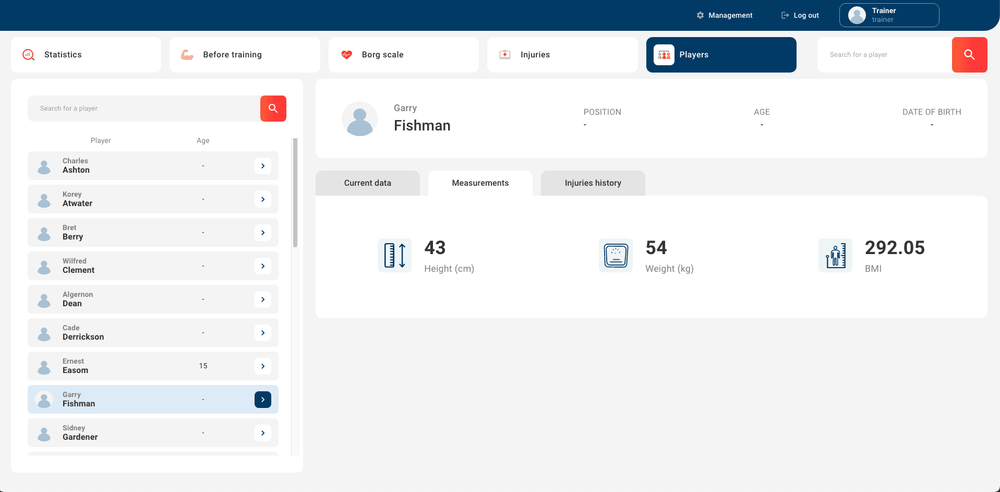 Management
Log out
Trainer
trainer
Statistics
Before training
Borg scale
Injuries
Players
Search for a player
Search for a player
Player Age
Charles
Ashton
-
Korey
Atwater
-
Bret
Berry
-
Wilfred
Clement
-
Algernon
Dean
-
Cade
Derrickson
-
Ernest
Easom
15
Garry
Fishman
-
Sidney
Gardener
-
Garry
Fishman
POSITION
-
AGE
-
DATE OF BIRTH
-
Current data
Measurements
Injuries history
43
Height (cm)
54
Weight (kg)
292.05
BMI